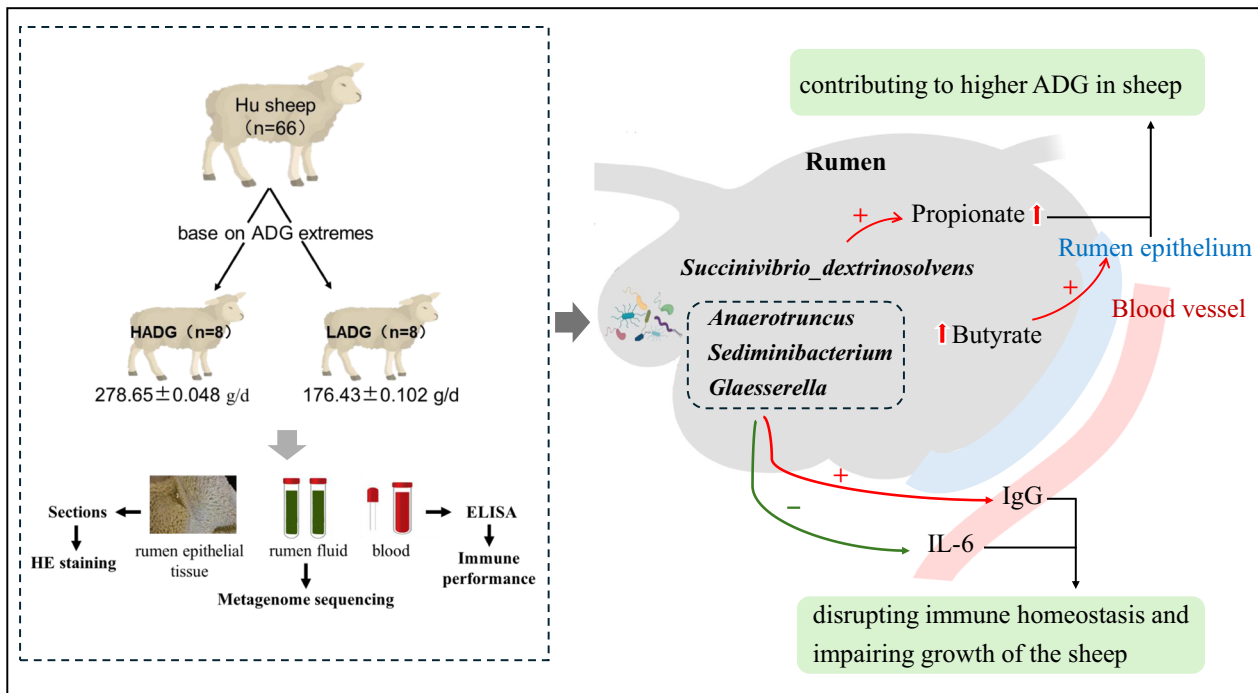 Hu sheep
（n=66）
base on ADG extremes
HADG（n=8）
LADG（n=8）
278.65±0.048 g/d
176.43±0.102 g/d
Sections
HE staining
rumen epithelial
tissue
rumen fluid
blood
ELISA
Immune
performance
Metagenome sequencing
contributing to higher ADG in sheep
Rumen
+
Propionate
Succinivibrio_dextrinosolvens
Rumen epithelium
+
Blood vessel
Anaerotruncus
Sediminibacterium
Glaesserella
Butyrate
+
IgG
−
IL-6
disrupting immune homeostasis and
impairing growth of the sheep